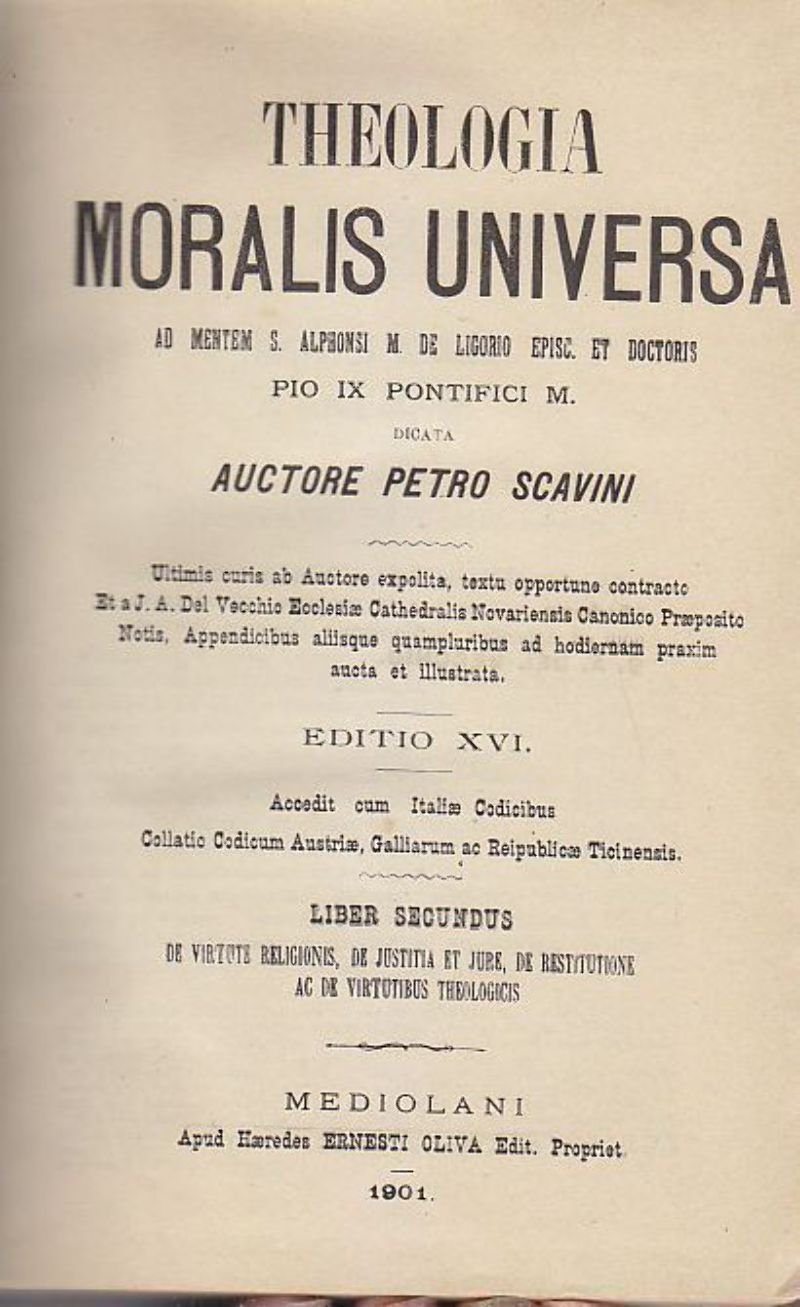 THEOLOGIA
MORALIS UNIVERSA
AD MENTEM S. ALPHONSI M. DE LIGORIO EPISC. ET DOCTORIS
PIO IX PONTIFICI M.
DICATA
AUCTORE PETRO SCAVINI
Ultimis curis ab Auctore expolita, textu opportune contracto
Et a J. A. Del Vecchio Ecclesiæ Cathedralis Novariensis Canonico Præposito
Notis, Appendicibus aliisque quampluribus ad hodiernam praxim
aucta et illustrata.
EDITIO XVI.
Accedit cum Italiæ Codicibus
Collatio Codicum Austriæ, Galliarum ac Reipublicæ Ticinensis.
LIBER SECUNDUS
DE VIRTUTE RELIGIONIS, DE JUSTITIA ET JURE, DE RESTITUTIONE
AC DE VIRTUTIBUS THEOLOGICIS
MEDIOLANI
Apud Hæredes ERNESTI OLIVA Edit. Propriet.
1901.